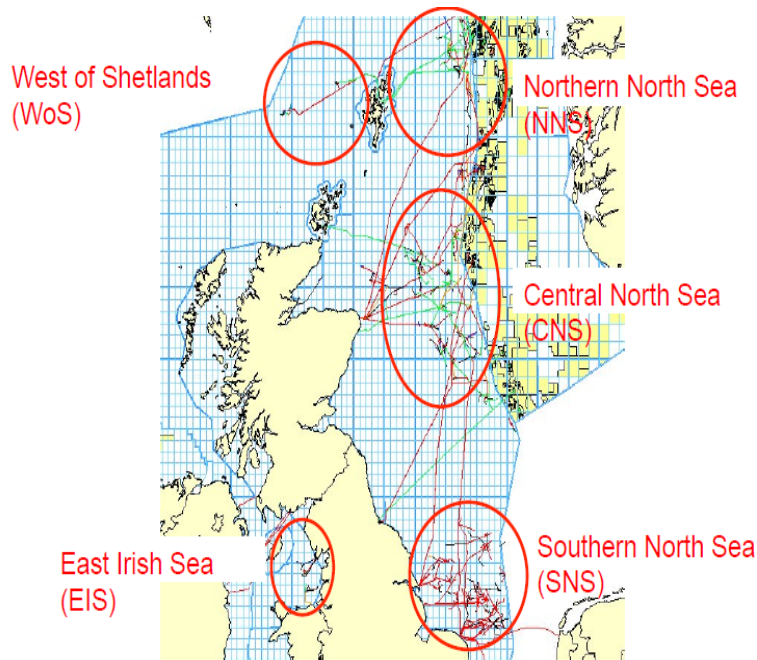 West of Shetlands
(WoS)
Northern North Sea
(NNS)
Central North Sea
(CNS)
East Irish Sea
(EIS)
Southern North Sea
(SNS)